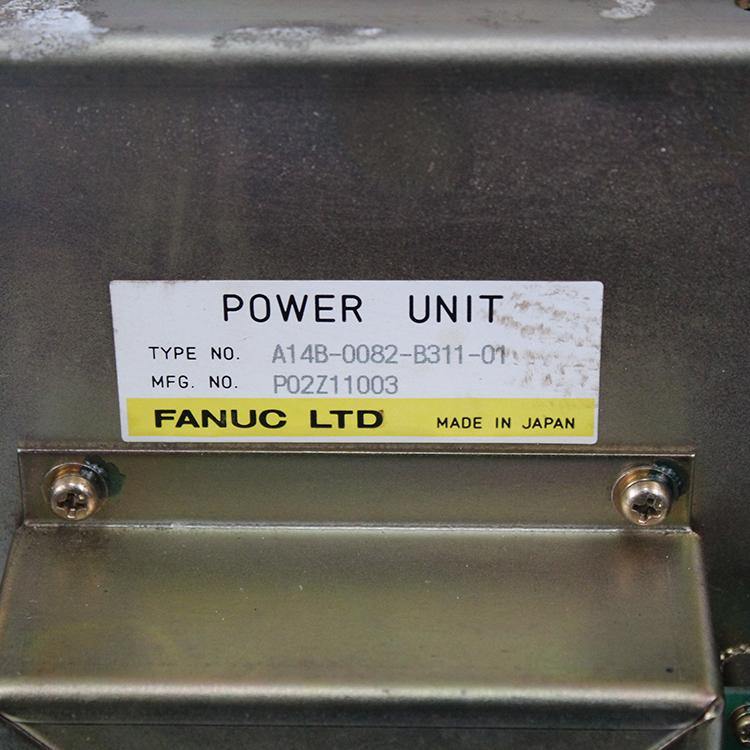 POWER UNIT
TYPE NO. A14B-0082-B311-01
MFG. NO. P02Z11003
FANUC LTD MADE IN JAPAN